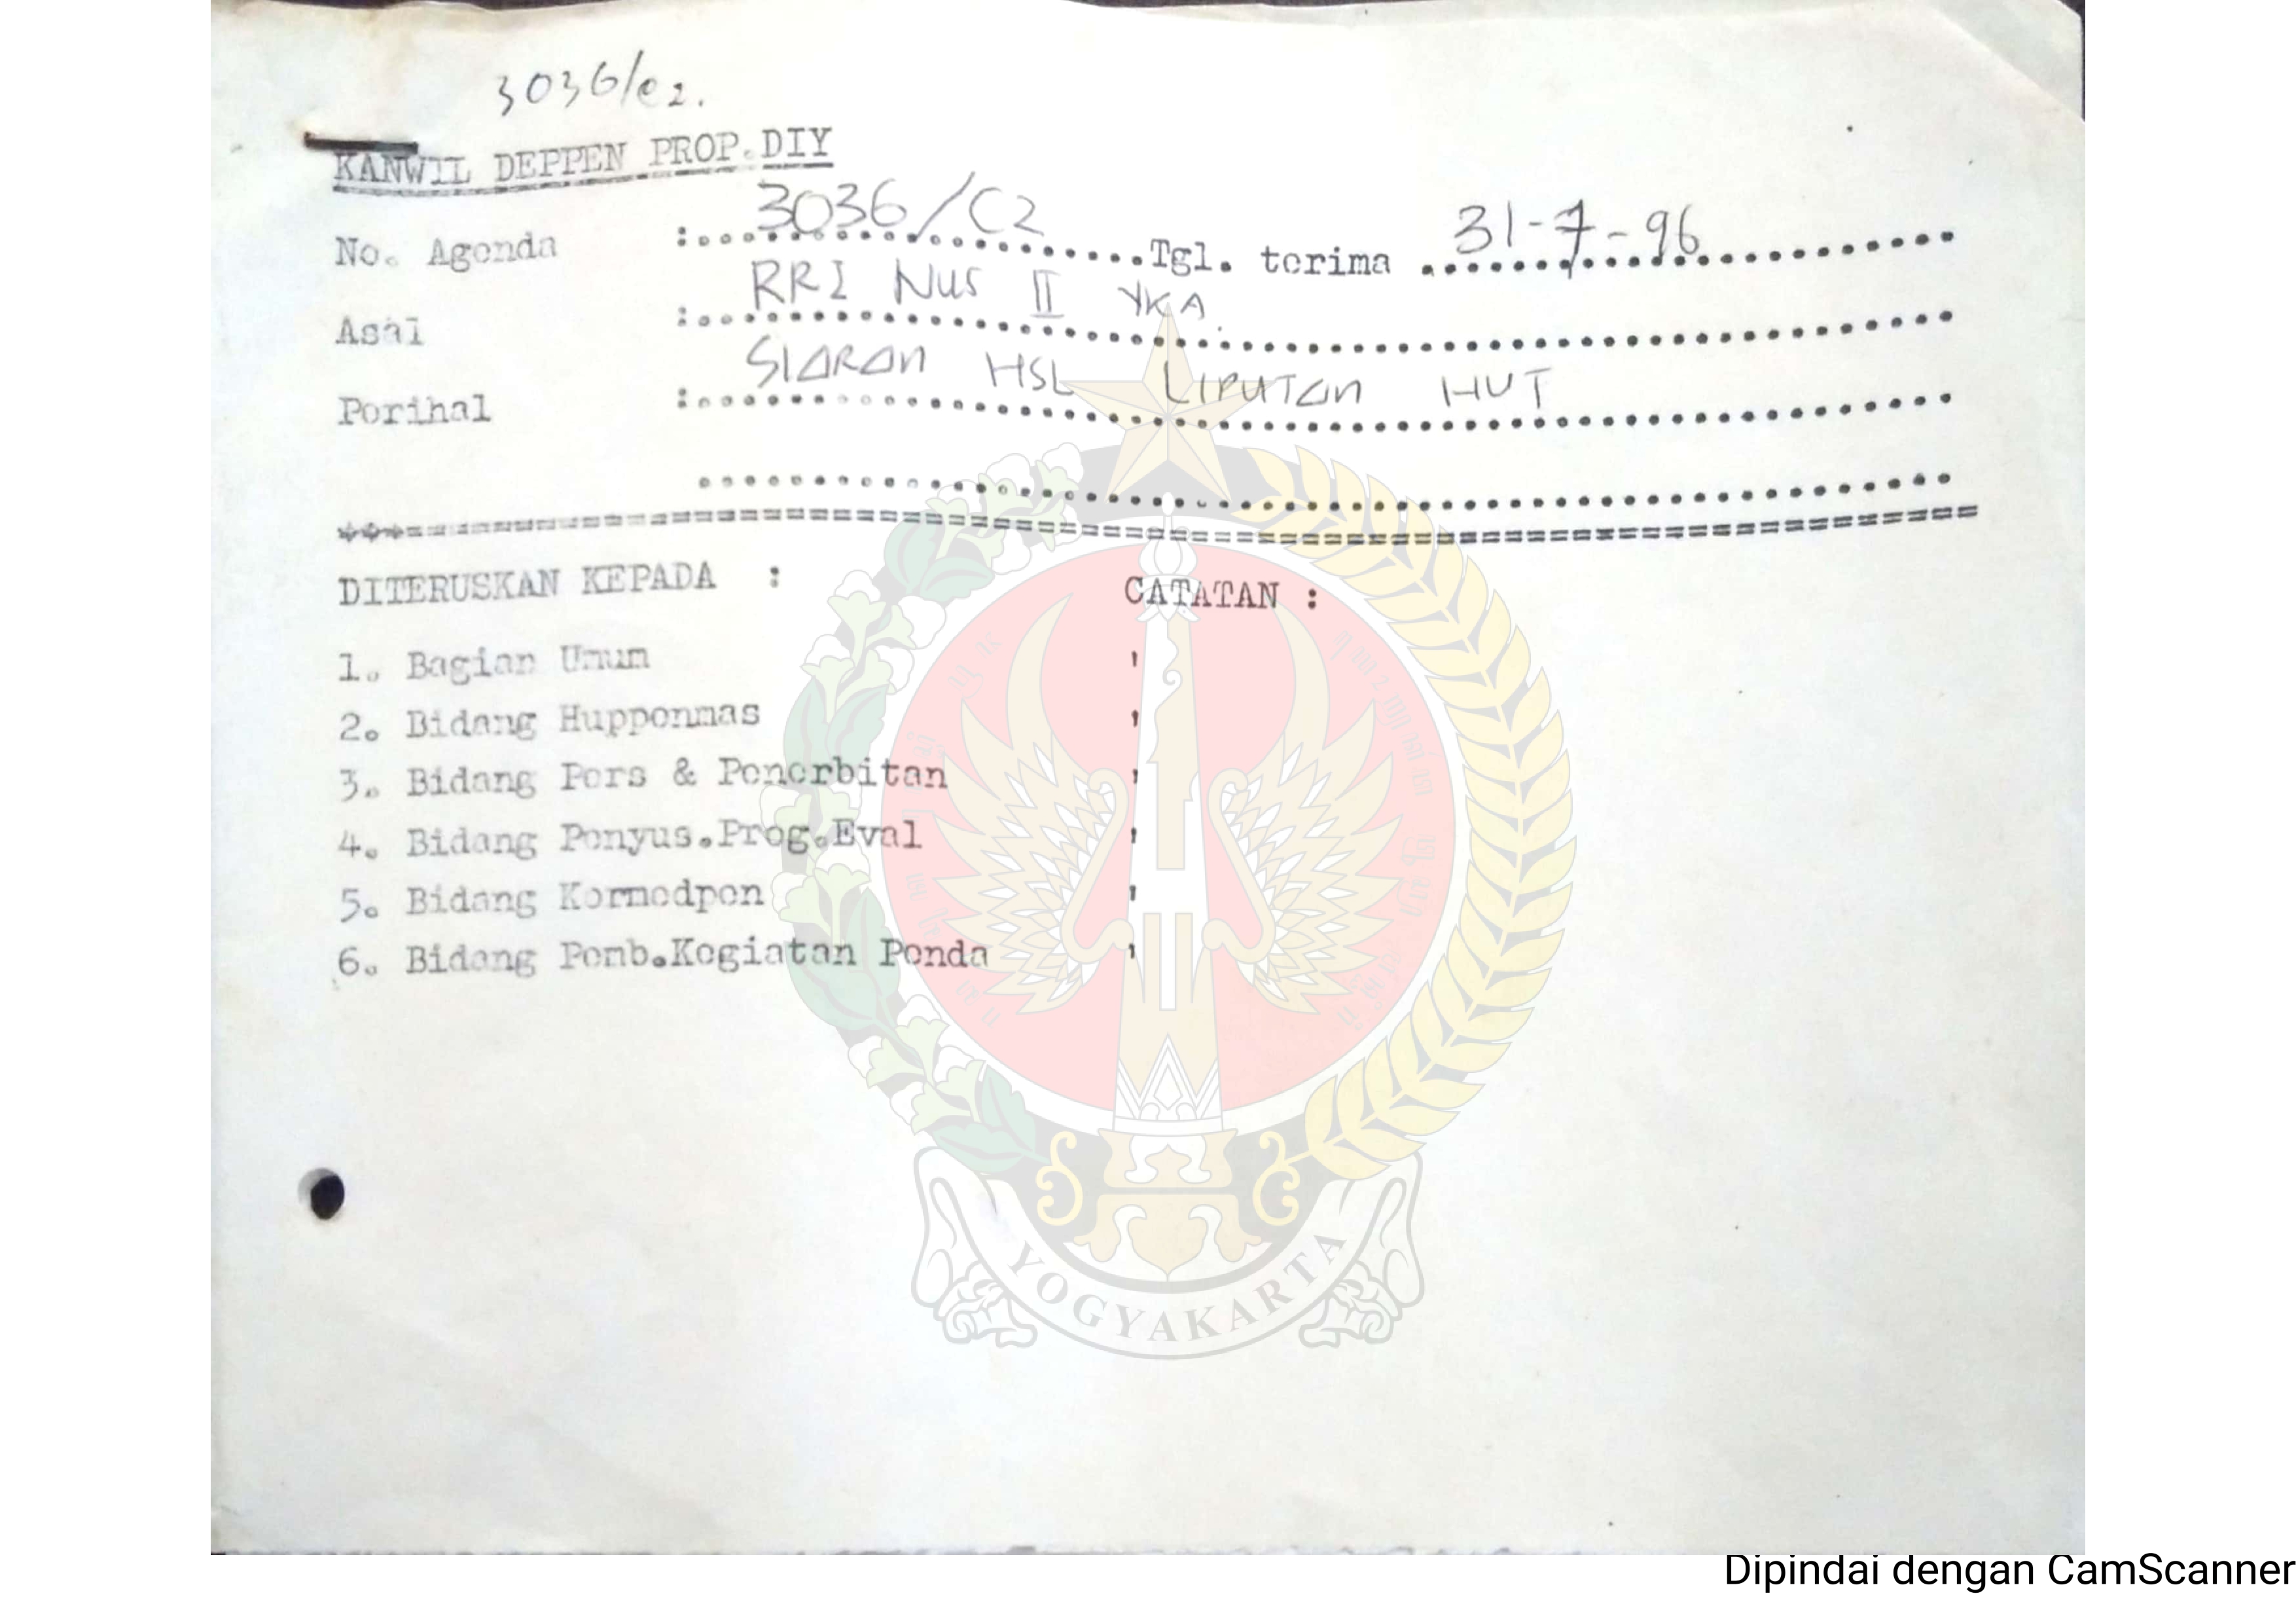 3036/c2.
KANWIL DEPPEN PROP.DIY
No. Agenda :...3036/C2...Tgl. terima ...31-7-96...
Asal :...RRI NUS II YKA...
Perihal :...SIARAN HSL LIPUTAN HUT...
DITERUSKAN KEPADA : CATATAN :
1. Bagian Umum '
2. Bidang Huppenmas '
3. Bidang Pers & Penerbitan '
4. Bidang Penyus.Prog.Eval '
5. Bidang Kormedpen '
6. Bidang Pemb.Kegiatan Penda '
YOGYAKARTA
Dipindai dengan CamScanner